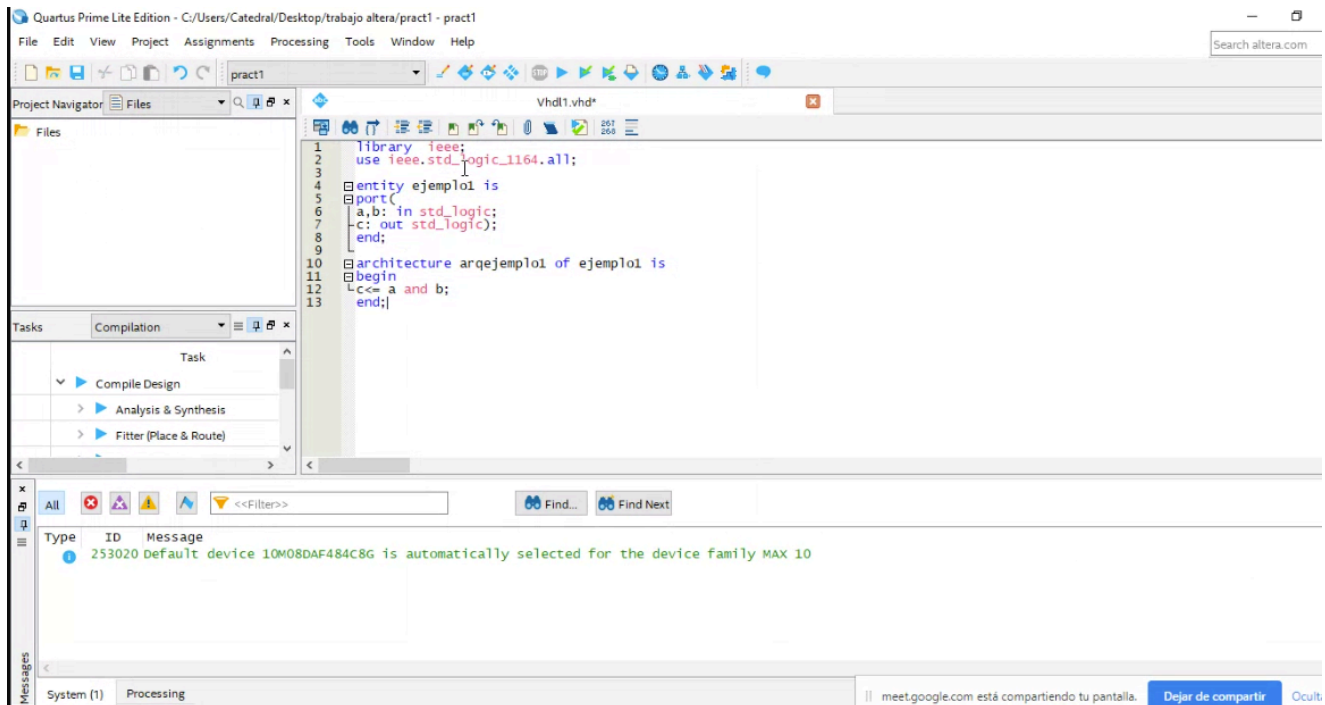 Quartus Prime Lite Edition - C:/Users/Catedral/Desktop/trabajo altera/pract1 - pract1
File Edit View Project Assignments Processing Tools Window Help
Search altera.com
pract1
Project Navigator Files
Files
Vhdl1.vhd*
267
268
1 library ieee;
2 use ieee.std_logic_1164.all;
3
4 entity ejemplo1 is
5 port(
6 a,b: in std_logic;
7 c: out std_logic);
8 end;
9
10 architecture arqejemplo1 of ejemplo1 is
11 begin
12 c<= a and b;
13 end;
Tasks Compilation
Task
Compile Design
Analysis & Synthesis
Fitter (Place & Route)
All <<Filter>> Find... Find Next
Type ID Message
253020 Default device 10M08DAF484C8G is automatically selected for the device family MAX 10
Messages
System (1) Processing
meet.google.com está compartiendo tu pantalla. Dejar de compartir Oculta